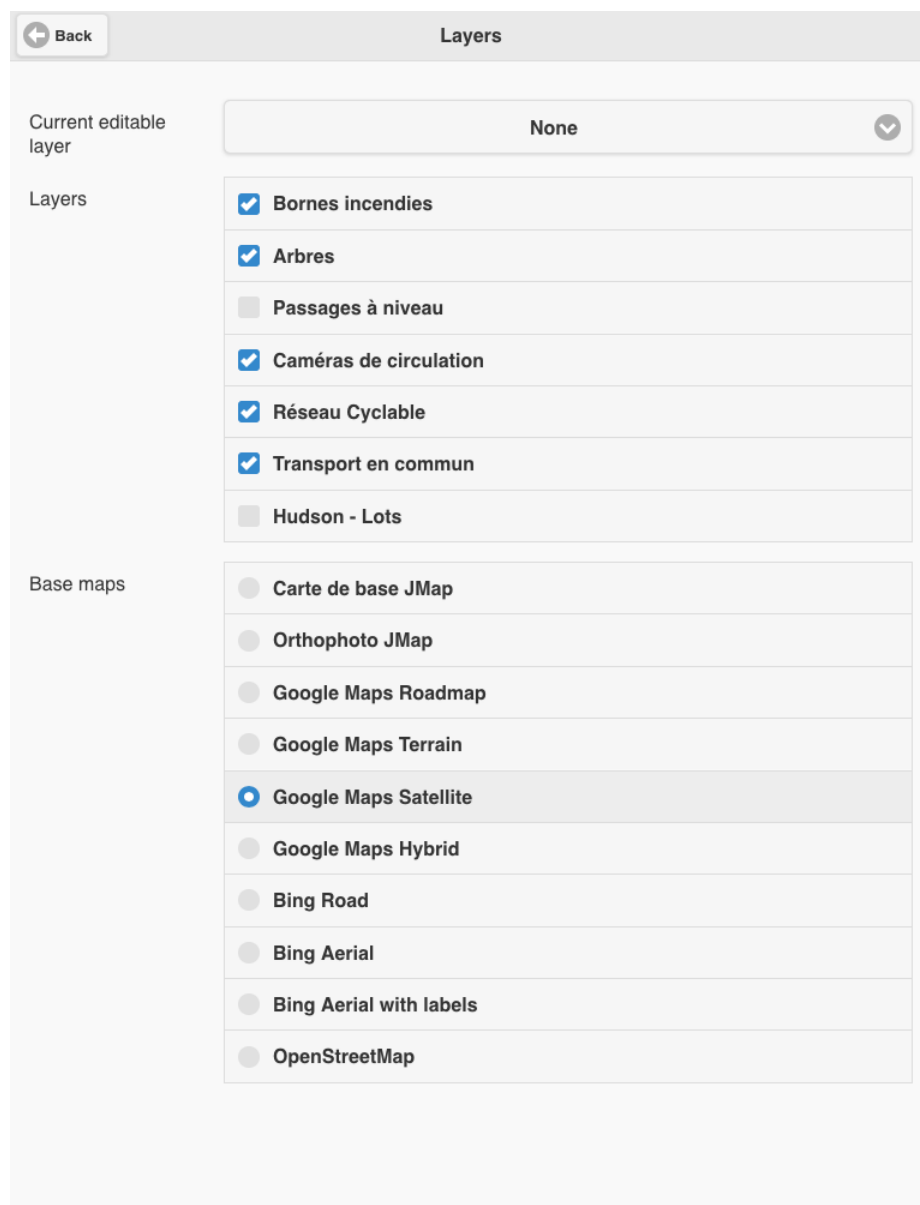 Back
Layers
Current editable
layer
None
Layers
Bornes incendies
Arbres
Passages à niveau
Caméras de circulation
Réseau Cyclable
Transport en commun
Hudson - Lots
Base maps
Carte de base JMap
Orthophoto JMap
Google Maps Roadmap
Google Maps Terrain
Google Maps Satellite
Google Maps Hybrid
Bing Road
Bing Aerial
Bing Aerial with labels
OpenStreetMap